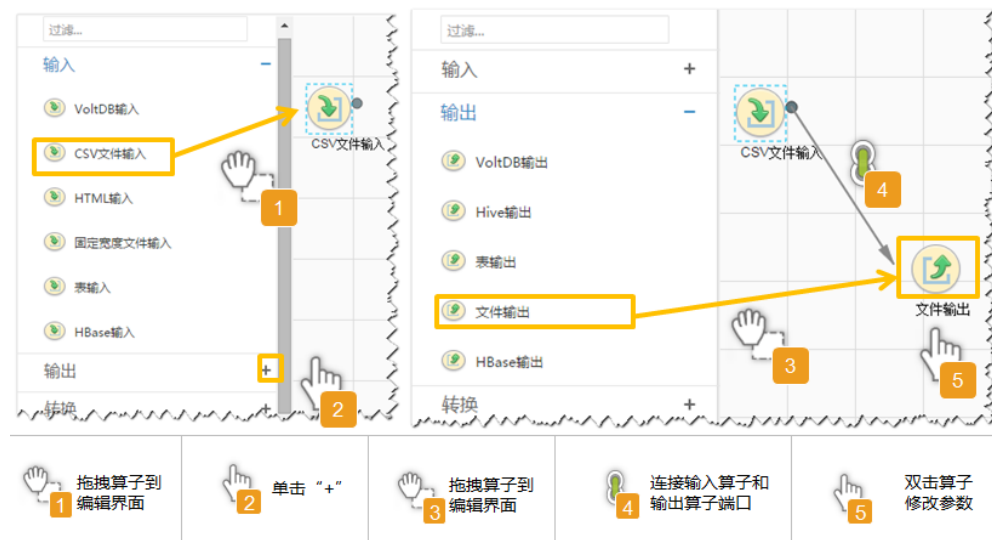 过滤...
输入
－
VoltDB输入
CSV文件输入
HTML输入
固定宽度文件输入
表输入
HBase输入
输出
+
转换
+
CSV文件输入
1
2
过滤...
输入
+
输出
－
VoltDB输出
Hive输出
表输出
文件输出
HBase输出
转换
+
CSV文件输入
4
文件输出
3
5
1
拖拽算子到
编辑界面
2
单击“+”
3
拖拽算子到
编辑界面
4
连接输入算子和
输出算子端口
5
双击算子
修改参数